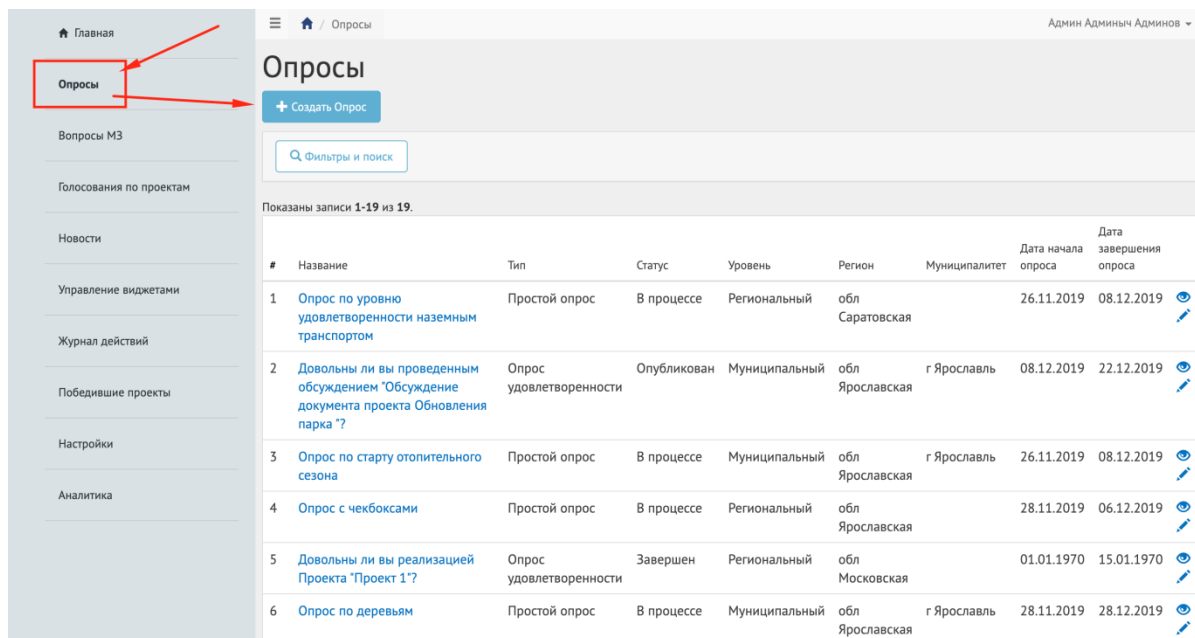 Главная
Опросы
Вопросы МЗ
Голосования по проектам
Новости
Управление виджетами
Журнал действий
Победившие проекты
Настройки
Аналитика
/ Опросы
Админ Админыч Админов
Опросы
+ Создать Опрос
Фильтры и поиск
Показаны записи 1-19 из 19.
# Название Тип Статус Уровень Регион Муниципалитет Дата начала опроса Дата завершения опроса
1 Опрос по уровню Простой опрос В процессе Региональный обл 26.11.2019 08.12.2019
удовлетворенности наземным Саратовская
транспортом
2 Довольны ли вы проведенным Опрос Опубликован Муниципальный обл г Ярославль 08.12.2019 22.12.2019
обсуждением "Обсуждение удовлетворенности Ярославская
документа проекта Обновления
парка "?
3 Опрос по старту отопительного Простой опрос В процессе Муниципальный обл г Ярославль 26.11.2019 08.12.2019
сезона Ярославская
4 Опрос с чекбоксами Простой опрос В процессе Региональный обл 28.11.2019 06.12.2019
Ярославская
5 Довольны ли вы реализацией Опрос Завершен Региональный обл 01.01.1970 15.01.1970
Проекта "Проект 1"? удовлетворенности Московская
6 Опрос по деревьям Простой опрос В процессе Муниципальный обл г Ярославль 28.11.2019 28.12.2019
Ярославская